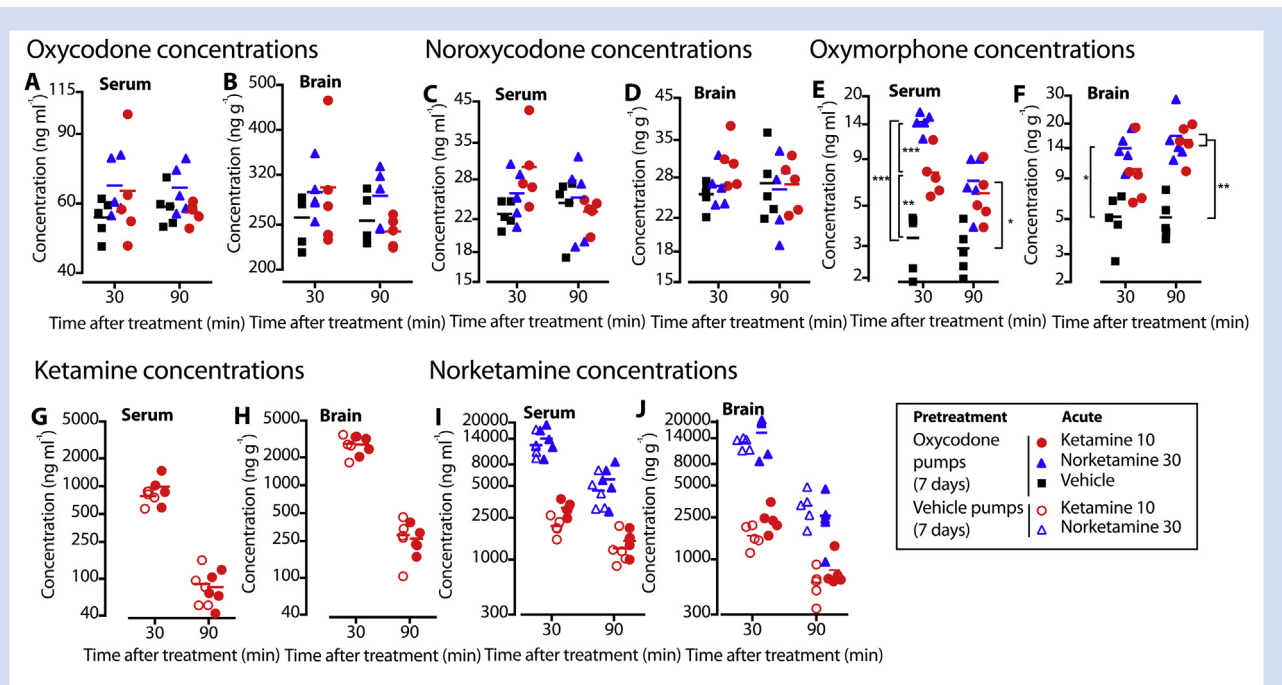 Oxycodone concentrations
Noroxycodone concentrations
Oxymorphone concentrations
A
Serum
Concentration (ng ml⁻¹)
115
90
60
40
30
90
Time after treatment (min)
B
Brain
Concentration (ng g⁻¹)
500
400
320
250
200
30
90
Time after treatment (min)
C
Serum
Concentration (ng ml⁻¹)
45
35
28
22
18
15
30
90
Time after treatment (min)
D
Brain
Concentration (ng g⁻¹)
45
35
28
22
18
15
30
90
Time after treatment (min)
E
Serum
Concentration (ng ml⁻¹)
20
14
9
5
3
2
***
***
**
*
30
90
Time after treatment (min)
F
Brain
Concentration (ng g⁻¹)
30
20
14
9
5
3
2
*
**
30
90
Time after treatment (min)
Ketamine concentrations
Norketamine concentrations
G
Serum
Concentration (ng ml⁻¹)
5000
2000
1000
500
100
40
30
90
Time after treatment (min)
H
Brain
Concentration (ng g⁻¹)
5000
2000
1000
500
100
40
30
90
Time after treatment (min)
I
Serum
Concentration (ng ml⁻¹)
20000
14000
8000
5000
2500
1000
300
30
90
Time after treatment (min)
J
Brain
Concentration (ng g⁻¹)
20000
14000
8000
5000
2500
1000
300
30
90
Time after treatment (min)
Pretreatment Acute
Oxycodone Ketamine 10
pumps Norketamine 30
(7 days) Vehicle
Vehicle pumps Ketamine 10
(7 days) Norketamine 30